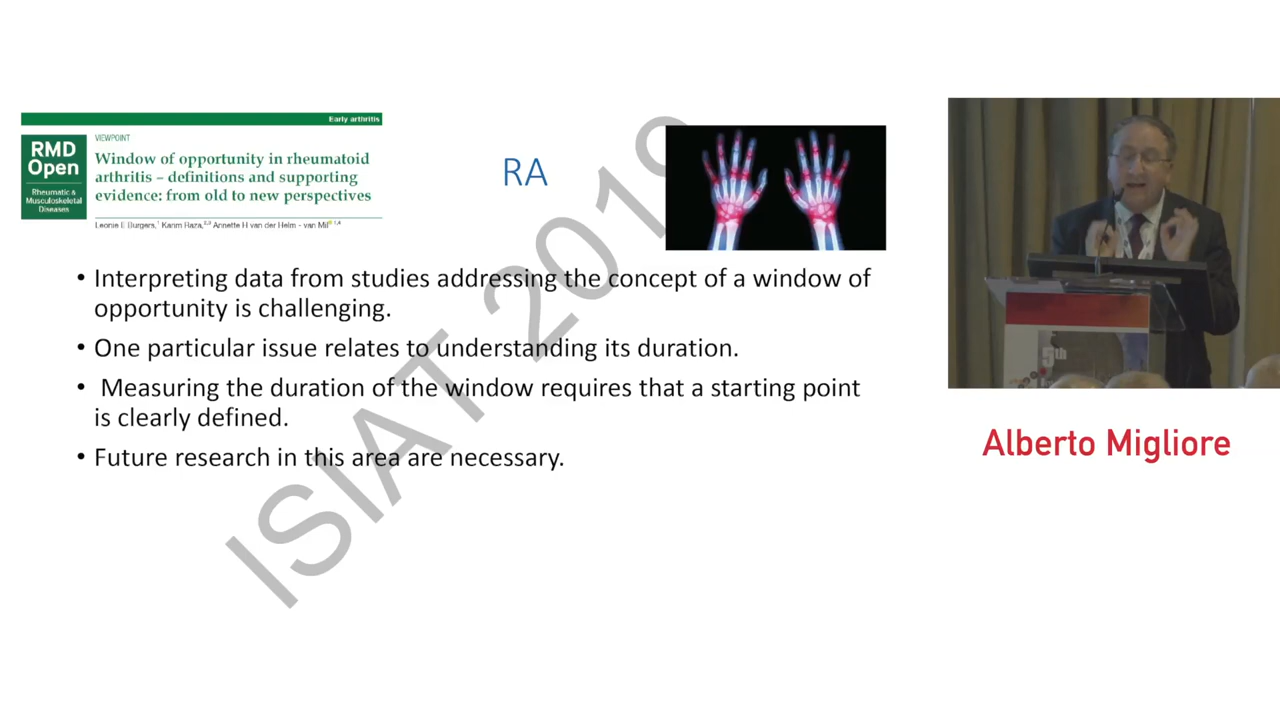 Early arthritis
RMD
Open
Rheumatic &
Musculoskeletal
Diseases
VIEWPOINT
Window of opportunity in rheumatoid
arthritis – definitions and supporting
evidence: from old to new perspectives
Leonie E Burgers,¹ Karim Raza,²,³ Annette H van der Helm - van Mil
RA
• Interpreting data from studies addressing the concept of a window of
opportunity is challenging.
• One particular issue relates to understanding its duration.
• Measuring the duration of the window requires that a starting point
is clearly defined.
• Future research in this area are necessary.
ISIAT 2019
5th
Alberto Migliore